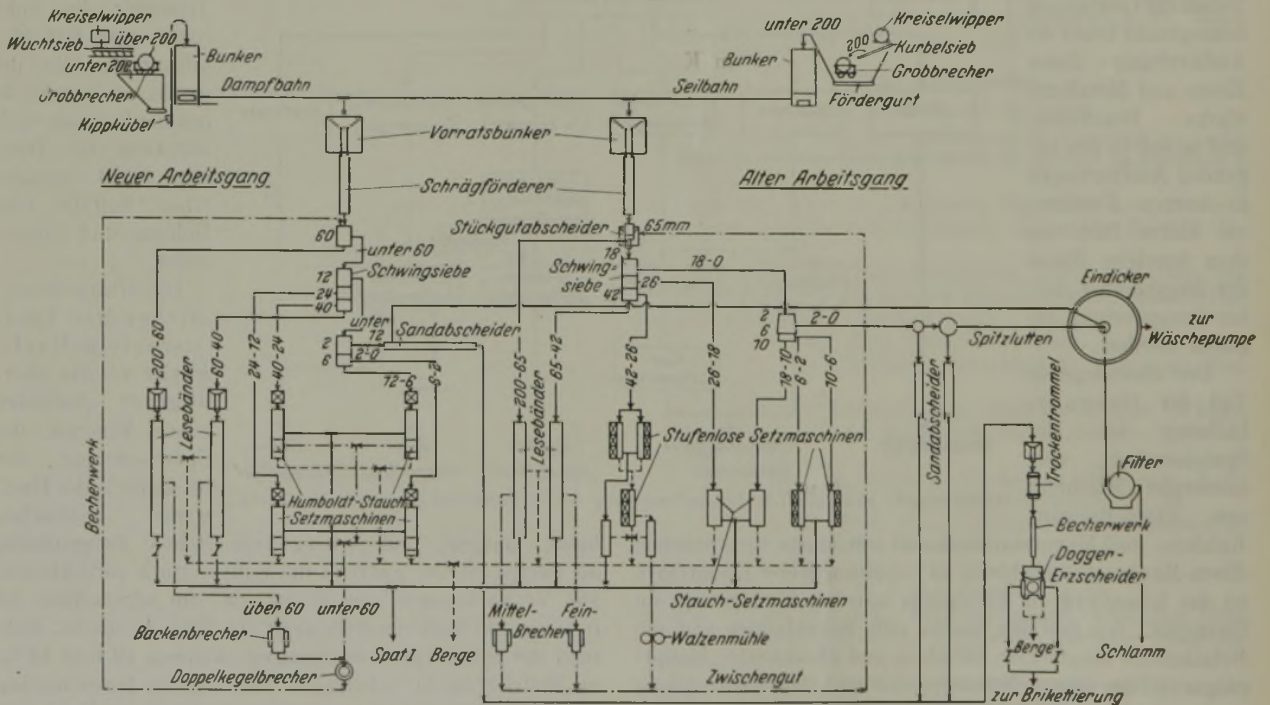 Kreiselwipper
Wuchtsieb
über 200
unter 200
Grobbrecher
Kippkübel
Bunker
Dampfbahn
Seilbahn
unter 200
Bunker
200
Kreiselwipper
Kurbelsieb
Grobbrecher
Fördergurt
Vorratsbunker
Neuer Arbeitsgang
Schrägförderer
Alter Arbeitsgang
60
unter 60
12
24
40
Schwingsiebe
unter
12
2
6
2-0
Sandabscheider
Stückgutabscheider
65mm
18
Schwing=
siebe
26
42
18-0
2
6
10
2-0
Spitzlutten
Eindicker
zur
Wäschepumpe
200-60
Lesebänder
60-40
24-12
40-24
12-6
6-2
200-65
Lesebänder
65-42
42-26
26-18
18-10
6-2
10-6
Sandabscheider
Trockentrommel
Filter
Becherwerk
Humboldt-Stauch-
Setzmaschinen
Stufenlose Setzmaschinen
Stauch-Setzmaschinen
Becherwerk
Dogger-
Erzscheider
I
I
über 60
unter 60
Backenbrecher
Doppelkegelbrecher
Spat I
Berge
Mittel-
Fein-
Brecher
Walzenmühle
Zwischengut
I
Berge
I
Schlamm
zur Brikettierung